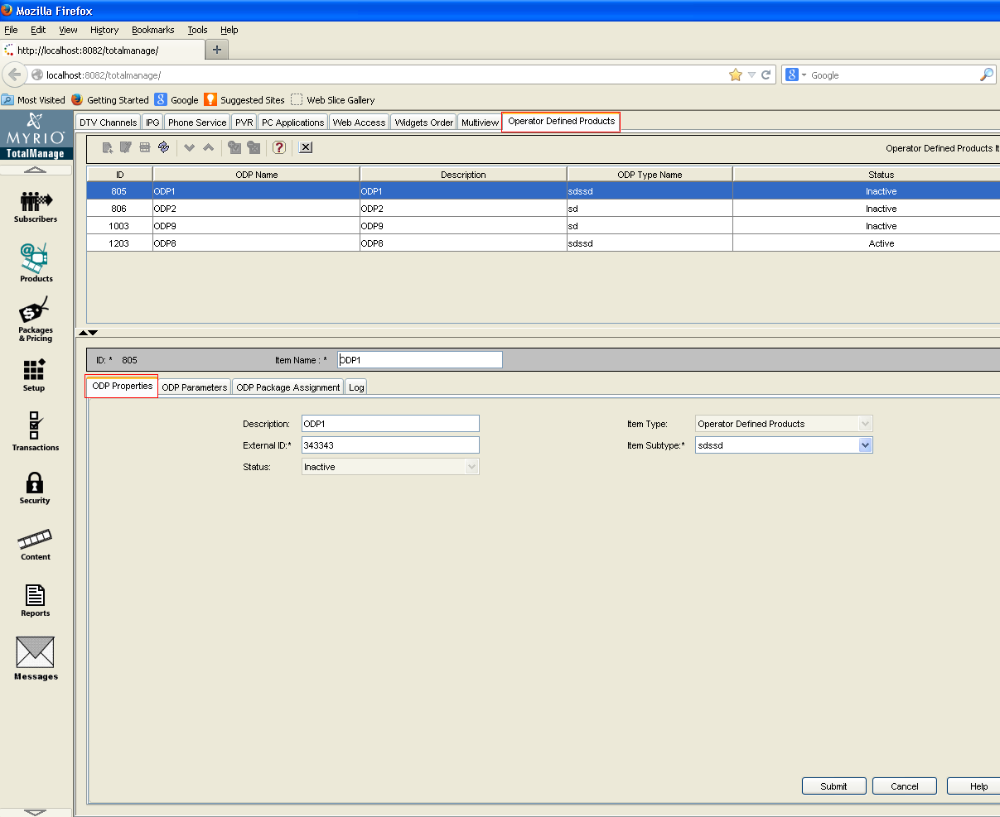 Mozilla Firefox
File Edit View History Bookmarks Tools Help
http://localhost:8082/totalmanage/ +
localhost:8082/totalmanage/ 8 Google
Most Visited Getting Started 8 Google Suggested Sites Web Slice Gallery
MYRIO
TotalManage
DTV Channels IPG Phone Service PVR PC Applications Web Access Widgets Order Multiview Operator Defined Products
? X Operator Defined Products It
ID ODP Name Description ODP Type Name Status
805 ODP1 ODP1 sdssd Inactive
806 ODP2 ODP2 sd Inactive
1003 ODP9 ODP9 sd Inactive
1203 ODP8 ODP8 sdssd Active
Subscribers
Products
Packages
& Pricing
Setup
Transactions
Security
Content
Reports
Messages
ID: * 805 Item Name : * ODP1
ODP Properties ODP Parameters ODP Package Assignment Log
Description: ODP1 Item Type: Operator Defined Products
External ID:* 343343 Item Subtype:* sdssd
Status: Inactive
Submit Cancel Help